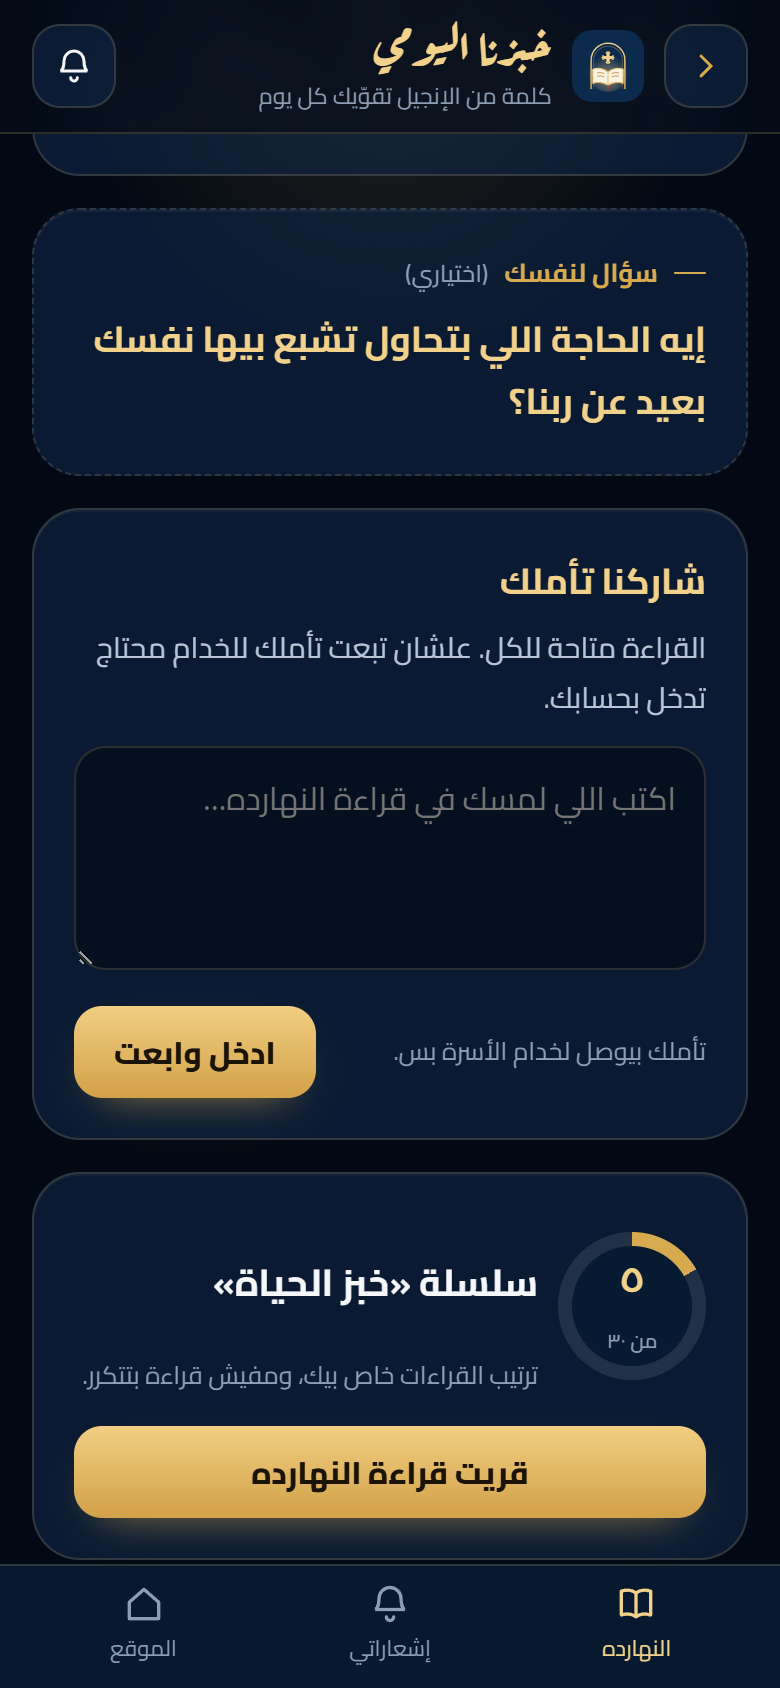 خبزنا اليومي
كلمة من الإنجيل تقوّيك كل يوم
سؤال لنفسك (اختياري)
إيه الحاجة اللي بتحاول تشبع بيها نفسك
بعيد عن ربنا؟
شاركنا تأملك
القراءة متاحة للكل. علشان تبعت تأملك للخدام محتاج
تدخل بحسابك.
اكتب اللي لمسك في قراءة النهارده...
تأملك بيوصل لخدام الأسرة بس.
ادخل وابعت
٥
من ٣٠
سلسلة «خبز الحياة»
ترتيب القراءات خاص بيك، ومفيش قراءة بتتكرر.
قريت قراءة النهارده
النهارده
إشعاراتي
الموقع